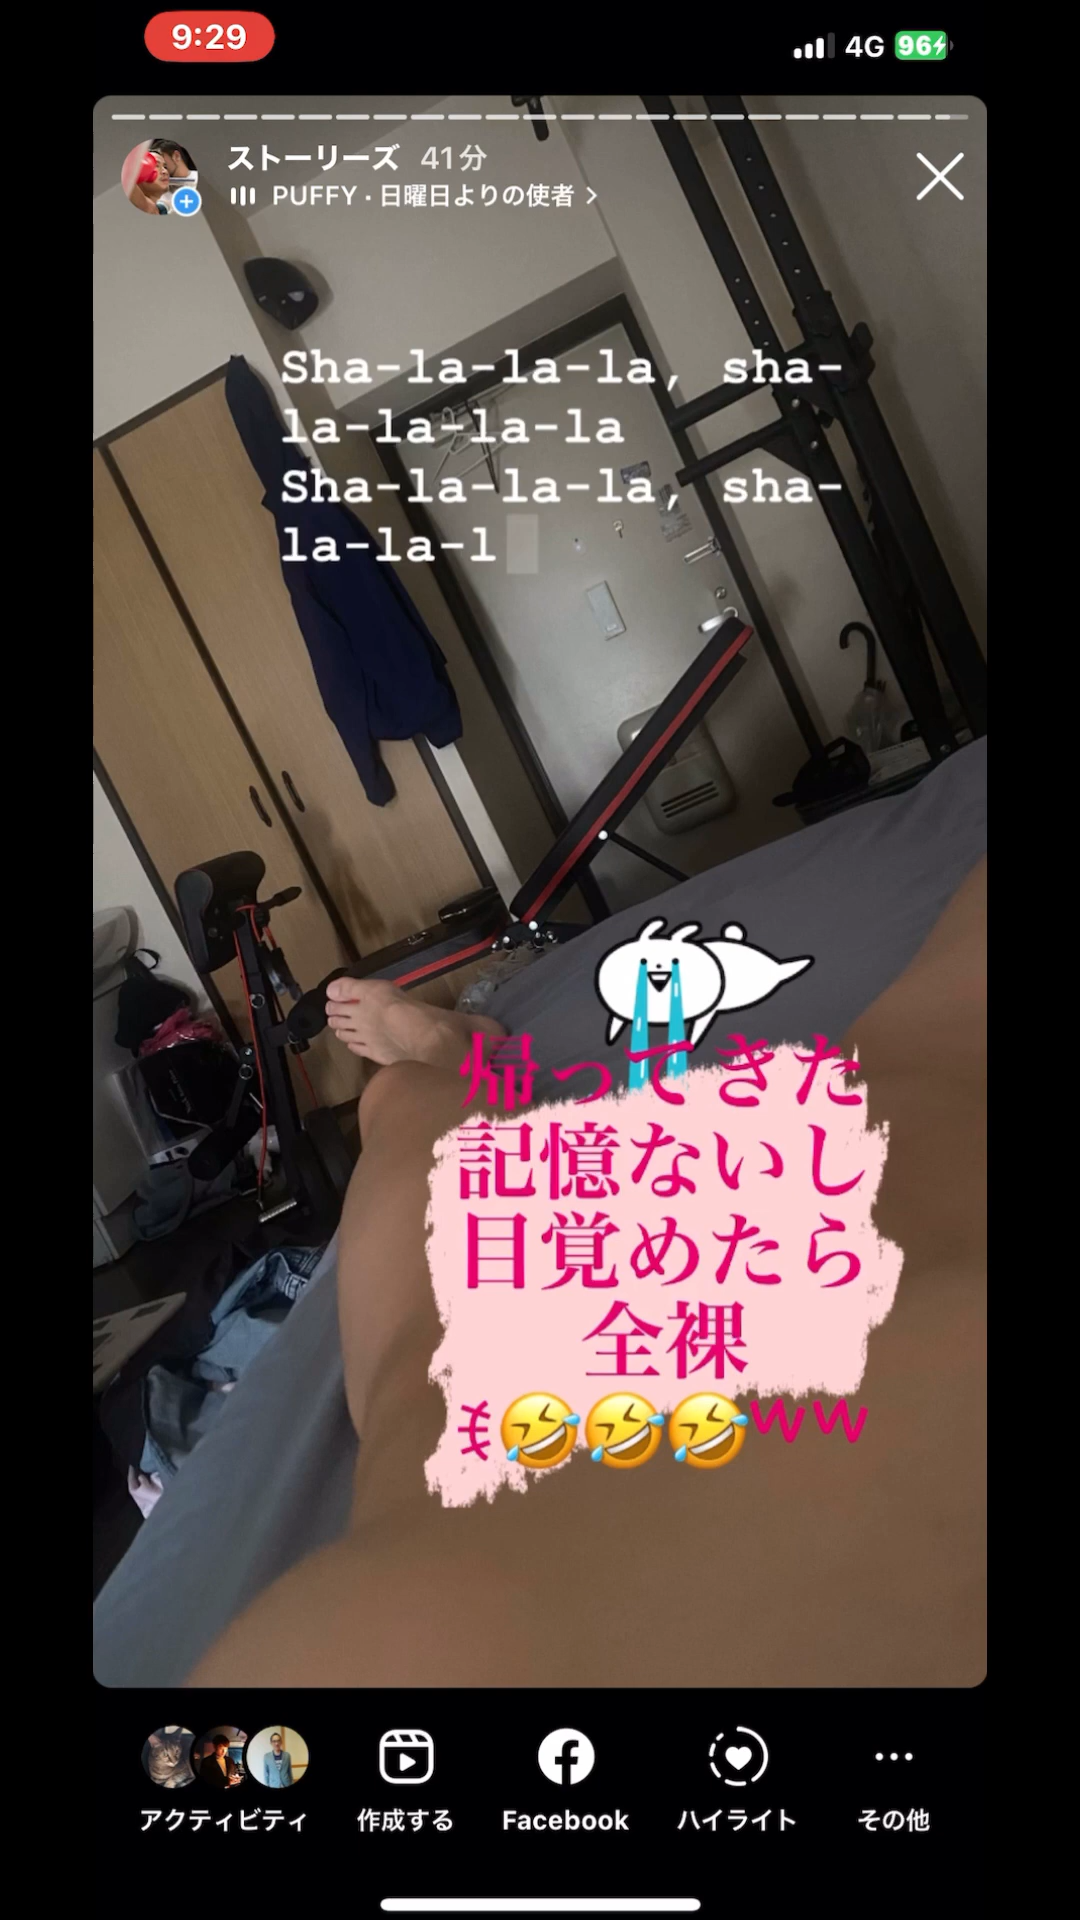 9:29
4G 96
ストーリーズ 41分
PUFFY · 日曜日よりの使者 >
Sha-la-la-la, sha-
la-la-la-la
Sha-la-la-la, sha-
la-la-l
帰ってきた
記憶ないし
目覚めたら
全裸
🤣🤣🤣ww
アクティビティ
作成する
Facebook
ハイライト
その他